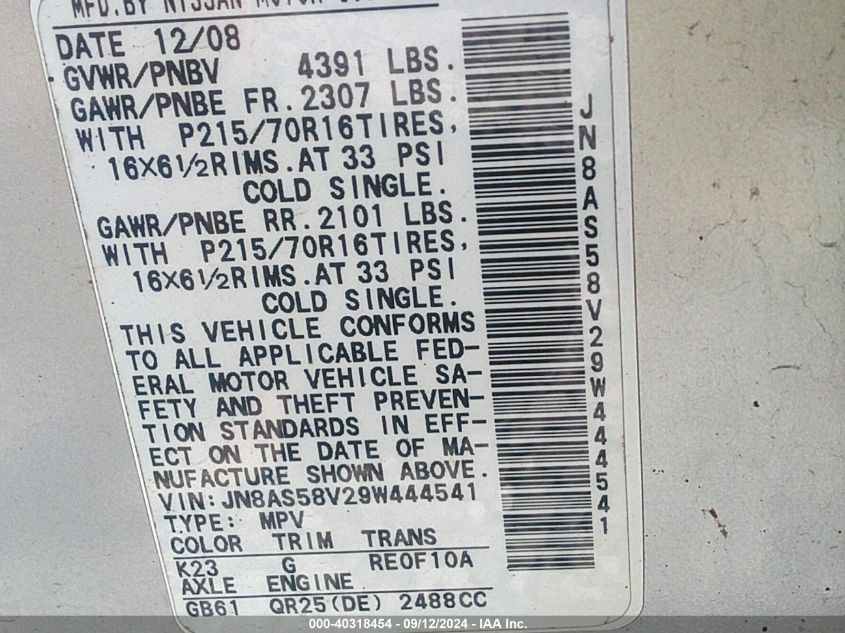 MFD.BY NISSAN MOTOR
DATE 12/08
GVWR/PNBV 4391 LBS.
GAWR/PNBE FR.2307 LBS.
WITH P215/70R16TIRES,
16X6½RIMS.AT 33 PSI
COLD SINGLE.
GAWR/PNBE RR.2101 LBS.
WITH P215/70R16TIRES,
16X6½RIMS.AT 33 PSI
COLD SINGLE.
THIS VEHICLE CONFORMS
TO ALL APPLICABLE FED-
ERAL MOTOR VEHICLE SA-
FETY AND THEFT PREVEN-
TION STANDARDS IN EFF-
ECT ON THE DATE OF MA-
NUFACTURE SHOWN ABOVE.
VIN:JN8AS58V29W444541
TYPE: MPV
COLOR TRIM TRANS
K23 G RE0F10A
AXLE ENGINE
GB61 QR25(DE) 2488CC
JN8AS58V29W444541
000-40318454 - 09/12/2024 - IAA Inc.